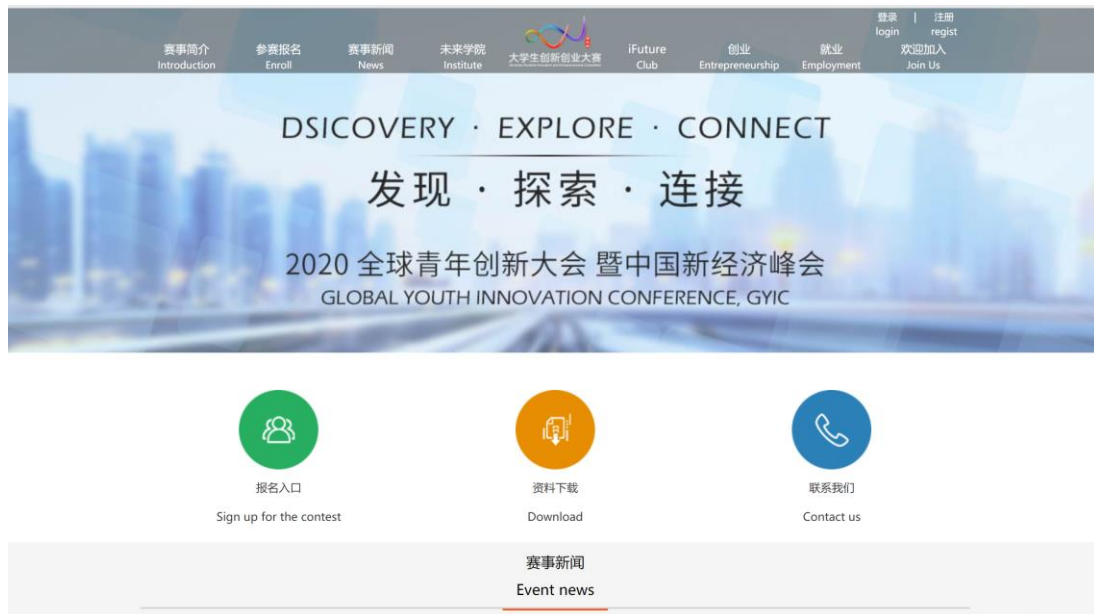 登录 | 注册
login regist
赛事简介 参赛报名 赛事新闻 未来学院 iFuture 创业 就业 欢迎加入
Introduction Enroll News Institute Club Entrepreneurship Employment Join Us
大学生创新创业大赛
DSICOVERY · EXPLORE · CONNECT
发现 · 探索 · 连接
2020 全球青年创新大会 暨中国新经济峰会
GLOBAL YOUTH INNOVATION CONFERENCE, GYIC
报名入口 资料下载 联系我们
Sign up for the contest Download Contact us
赛事新闻
Event news